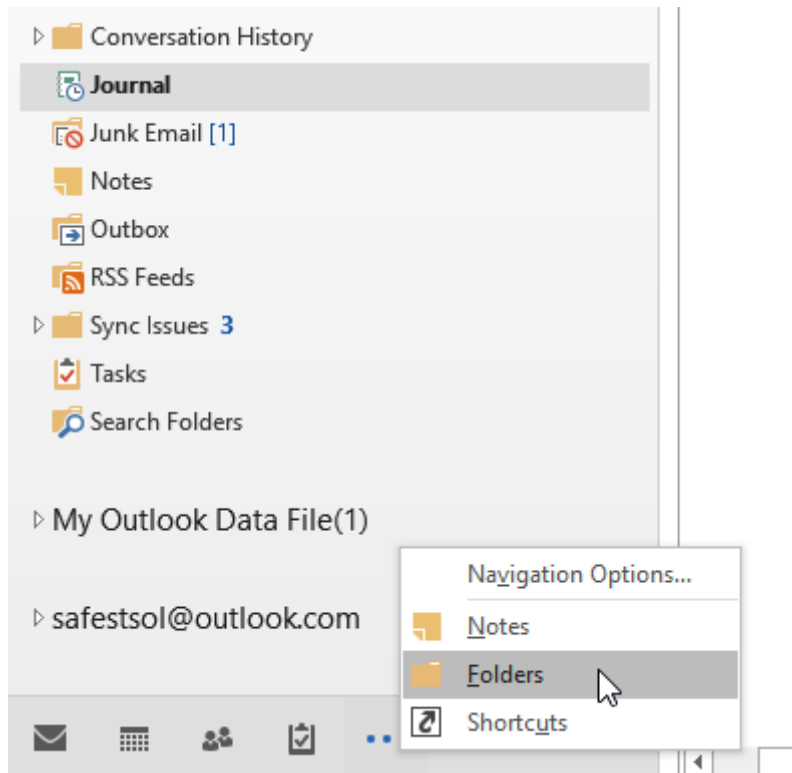 Conversation History
Journal
Junk Email [1]
Notes
Outbox
RSS Feeds
Sync Issues 3
Tasks
Search Folders
My Outlook Data File(1)
safestsol@outlook.com
Navigation Options...
Notes
Folders
Shortcuts